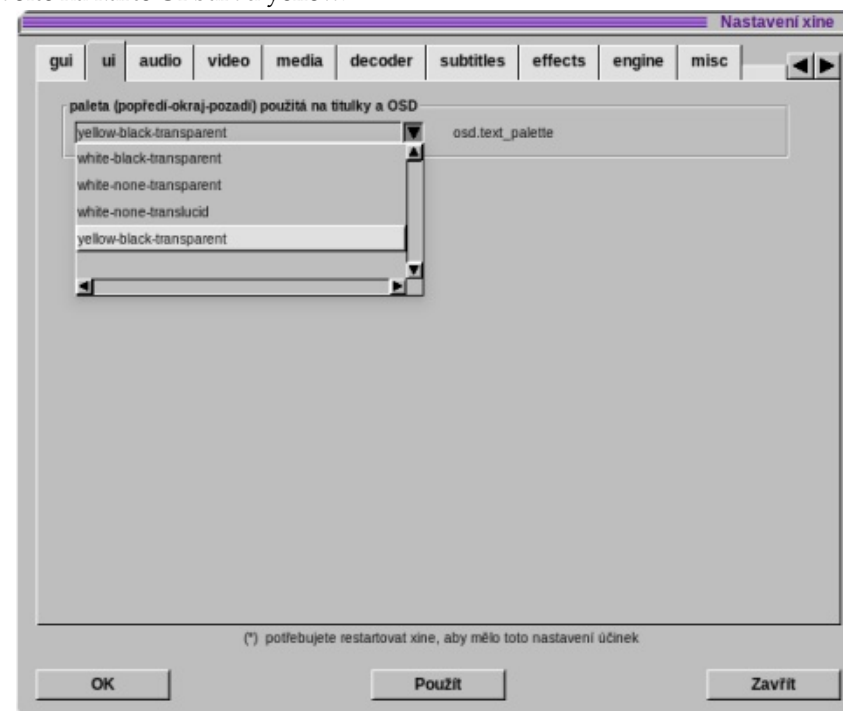 Nastavení xine
gui ui audio video media decoder subtitles effects engine misc
paleta (popředí-okraj-pozadí) použitá na titulky a OSD
yellow-black-transparent osd.text_palette
white-black-transparent
white-none-transparent
white-none-translucid
yellow-black-transparent
(*) potřebujete restartovat xine, aby mělo toto nastavení účinek
OK Použít Zavřít